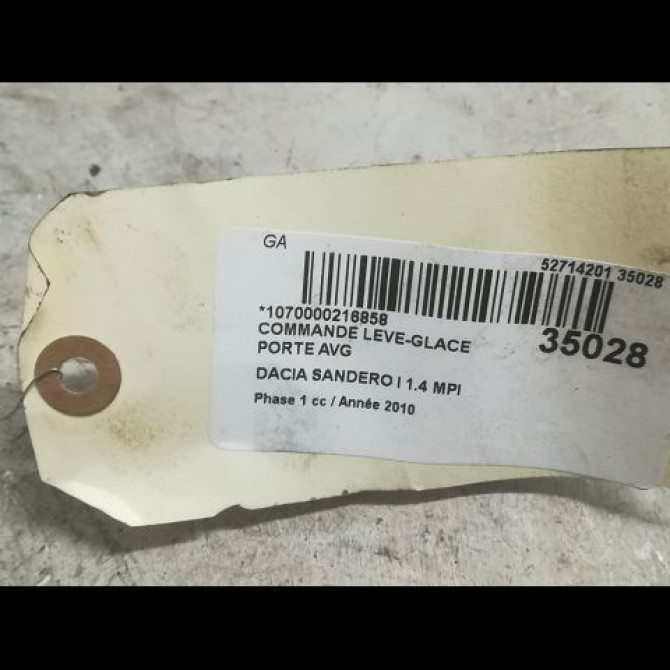 GA
52714201 35028
*1070000216858
35028
COMMANDE LEVE-GLACE
PORTE AVG
DACIA SANDERO I 1.4 MPI
Phase 1 cc / Année 2010